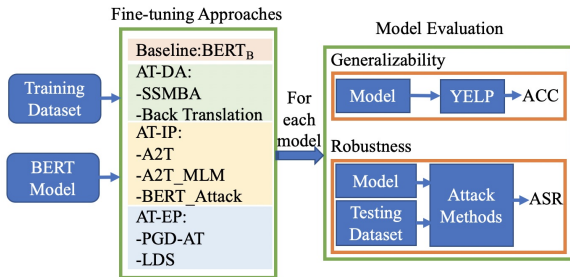 Fine-tuning Approaches
Training
Dataset
BERT
Model
Baseline:BERT_B
AT-DA:
-SSMBA
-Back Translation
AT-IP:
-A2T
-A2T_MLM
-BERT_Attack
AT-EP:
-PGD-AT
-LDS
For
each
model
Model Evaluation
Generalizability
Model
YELP
ACC
Robustness
Model
Testing
Dataset
Attack
Methods
ASR